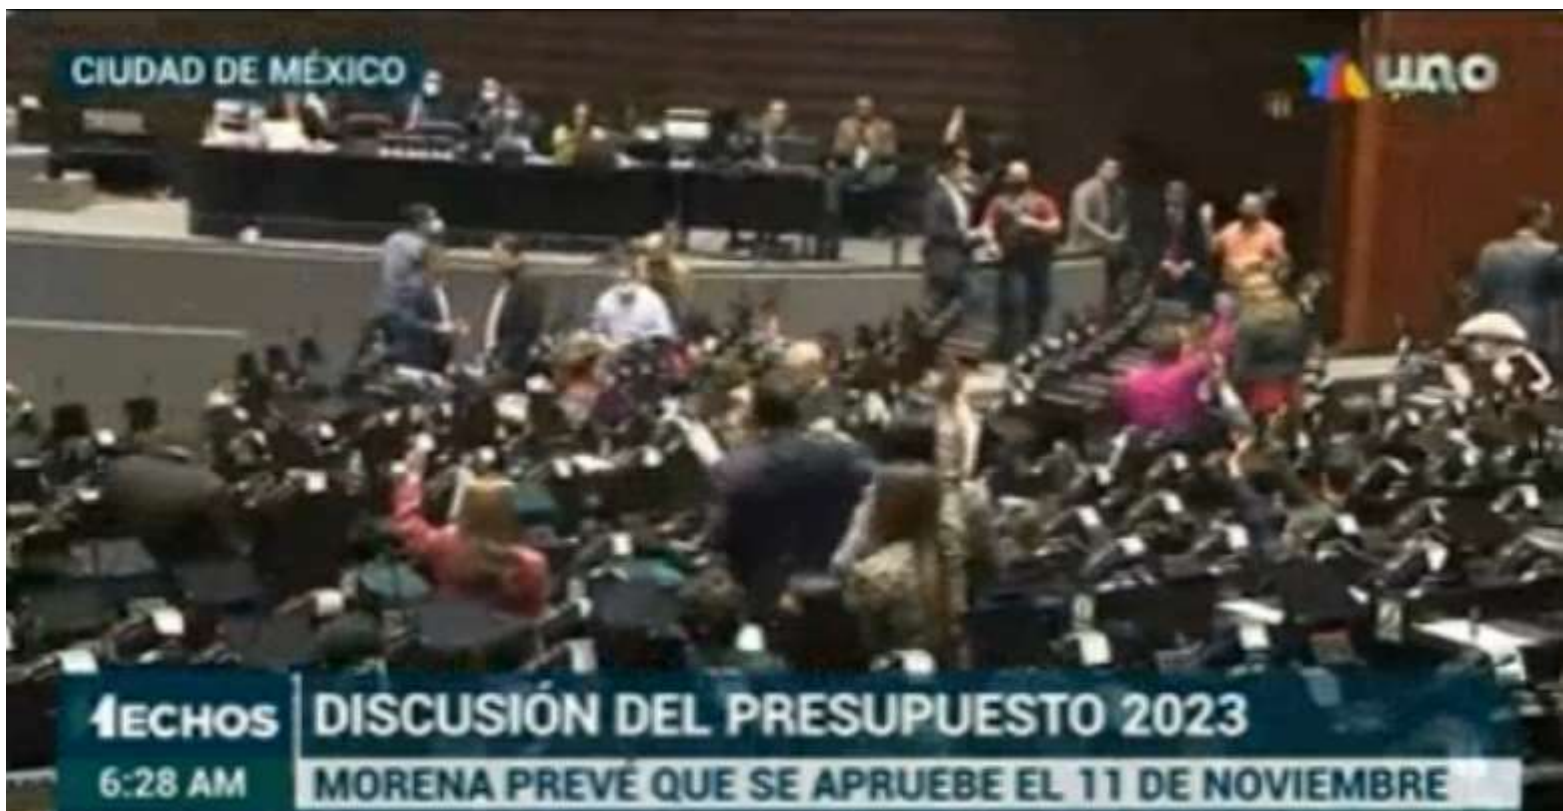 CIUDAD DE MÉXICO
uno
HECHOS
DISCUSIÓN DEL PRESUPUESTO 2023
6:28 AM
MORENA PREVÉ QUE SE APRUEBE EL 11 DE NOVIEMBRE